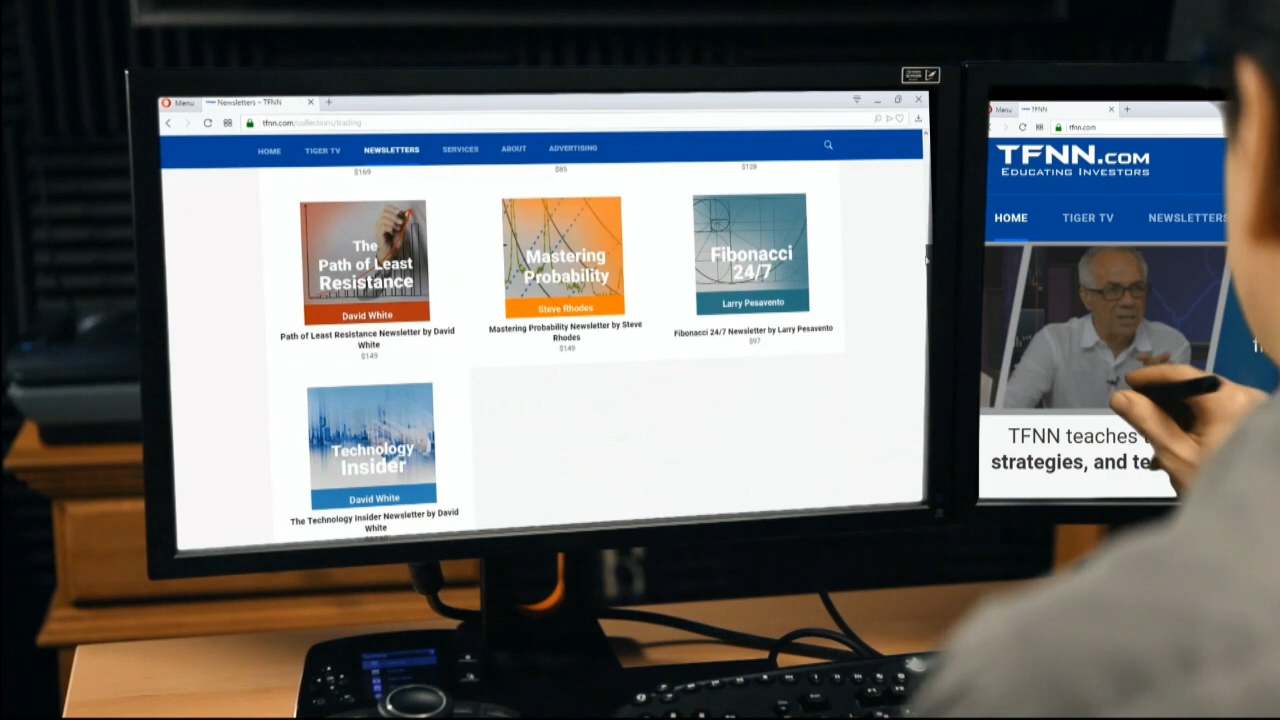 Menu
Newsletters - TFNN
tfnn.com/collections/trading
HOME TIGER TV NEWSLETTERS SERVICES ABOUT ADVERTISING
$169 $85 $128
The
Path of Least
Resistance
David White
Path of Least Resistance Newsletter by David
White
$149
Mastering
Probability
Steve Rhodes
Mastering Probability Newsletter by Steve
Rhodes
$149
Fibonacci
24/7
Larry Pesavento
Fibonacci 24/7 Newsletter by Larry Pesavento
$97
Technology
Insider
David White
The Technology Insider Newsletter by David
White
Menu
TFNN
tfnn.com
TFNN.COM
EDUCATING INVESTORS
HOME TIGER TV NEWSLETTERS
TFNN teaches
strategies, and